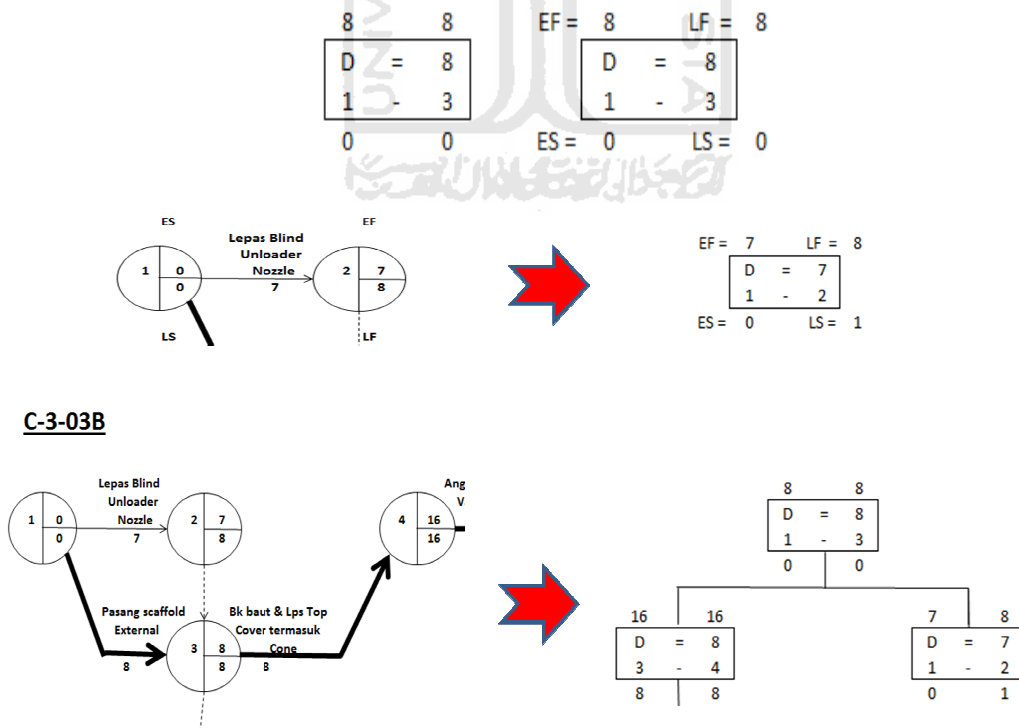 8 8 EF = 8 LF = 8
D = 8 D = 8
1 - 3 1 - 3
0 0 ES = 0 LS = 0
ES EF
Lepas Blind
Unloader
Nozzle
1 0 0
7
2 7 8
LS LF
EF = 7 LF = 8
D = 7
1 - 2
ES = 0 LS = 1
C-3-03B
Lepas Blind
Unloader
Nozzle
7
1 0 0
2 7 8
4 16 16
Ang
V
Pasang scaffold
External
8
3 8 8
Bk baut & Lps Top
Cover termasuk
Cone
8
8 8
D = 8
1 - 3
0 0
16 16
D = 8
3 - 4
8 8
7 8
D = 7
1 - 2
0 1